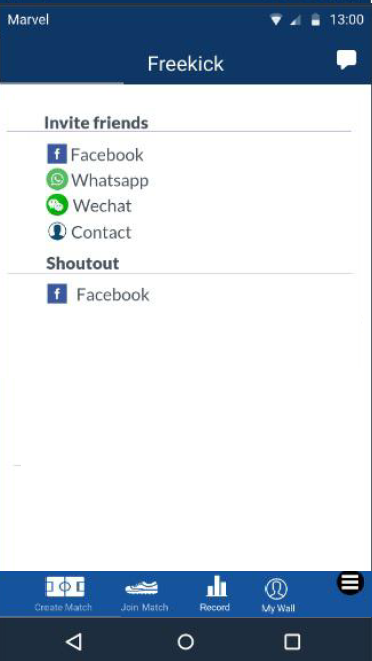 Marvel 13:00
Freekick
Invite friends
Facebook
Whatsapp
Wechat
Contact
Shoutout
Facebook
Create Match Join Match Record My Wall